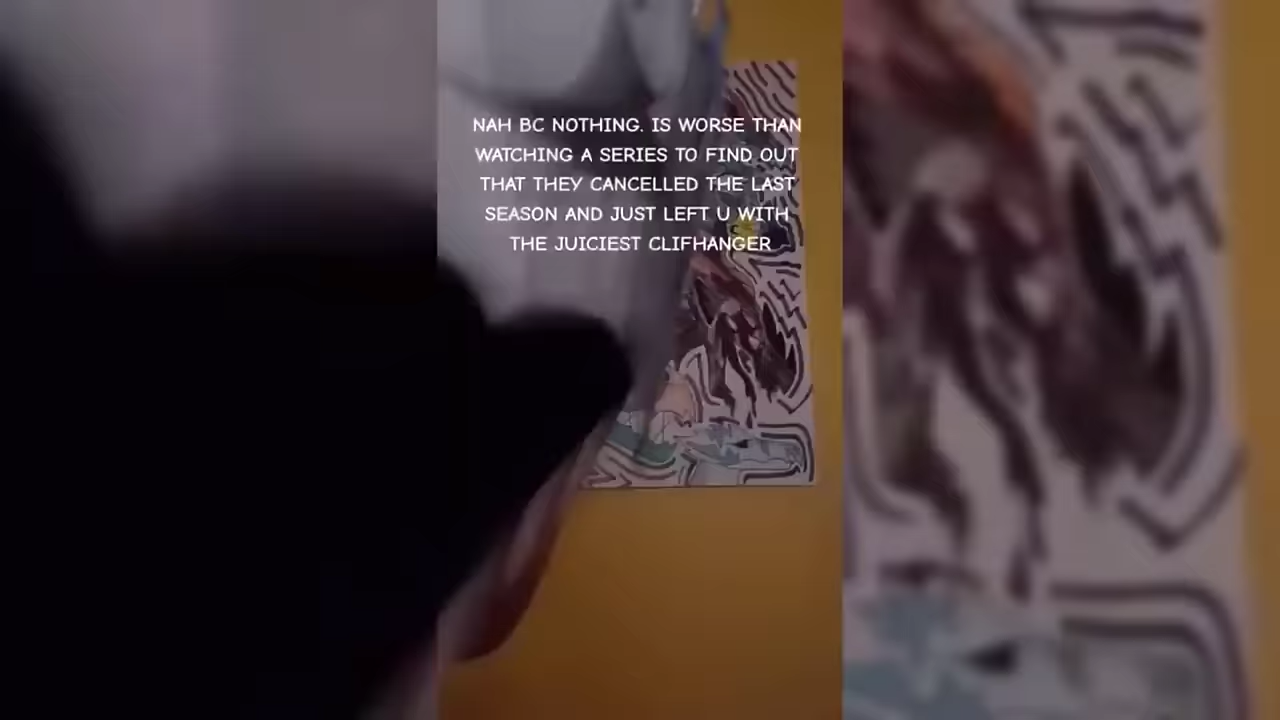 NAH BC NOTHING. IS WORSE THAN
WATCHING A SERIES TO FIND OUT
THAT THEY CANCELLED THE LAST
SEASON AND JUST LEFT U WITH
THE JUICIEST CLIFHANGER